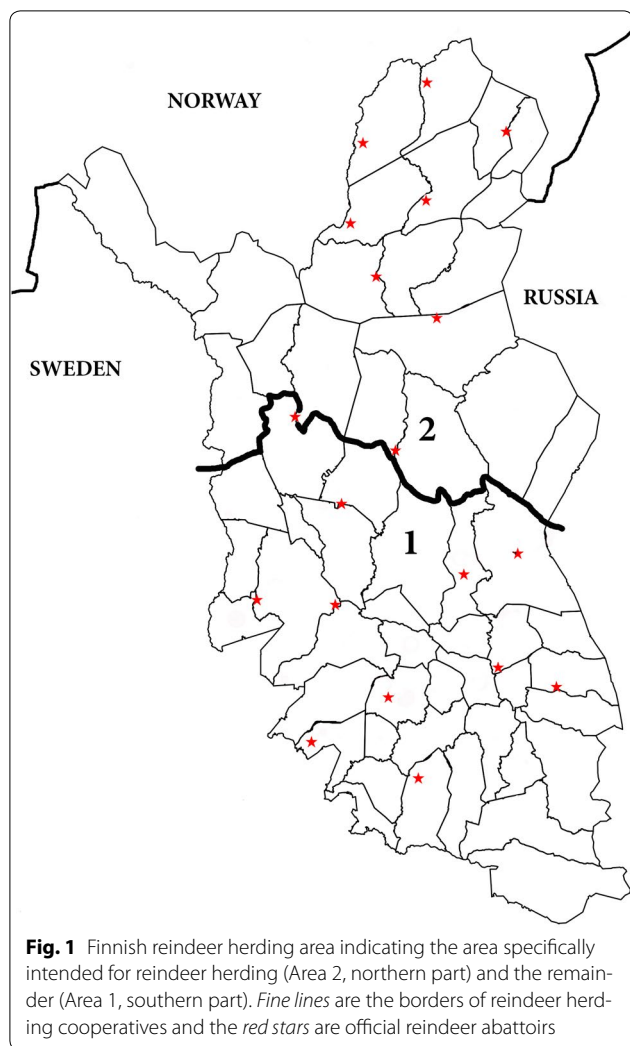 NORWAY
RUSSIA
SWEDEN
2
1
Fig. 1 Finnish reindeer herding area indicating the area specifically
intended for reindeer herding (Area 2, northern part) and the remain-
der (Area 1, southern part). Fine lines are the borders of reindeer herd-
ing cooperatives and the red stars are official reindeer abattoirs